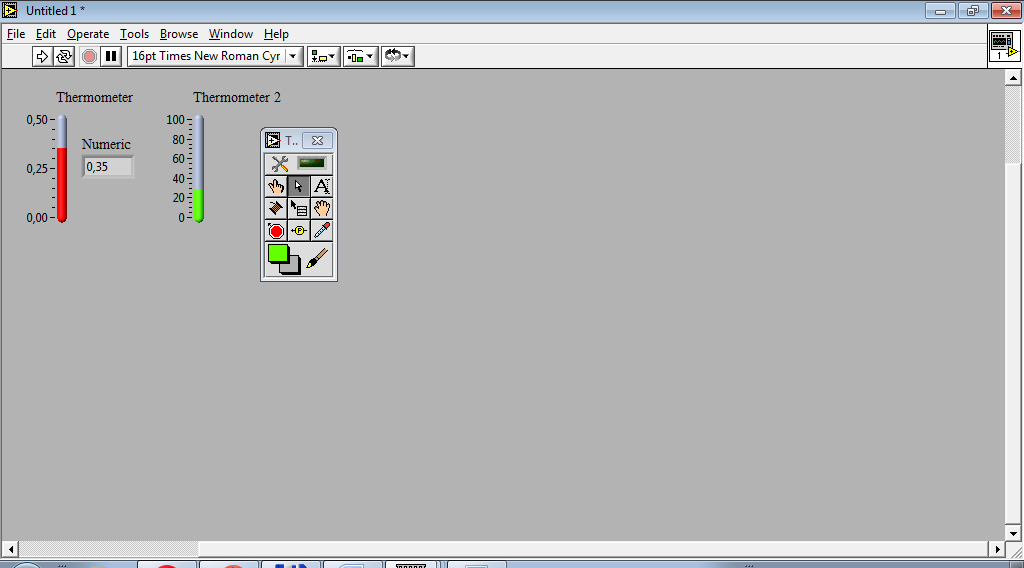 Untitled 1 *
File Edit Operate Tools Browse Window Help
16pt Times New Roman Cyr
1
Thermometer
0,50
0,25
0,00
Numeric
0,35
Thermometer 2
100
80
60
40
20
0
T..
A
P